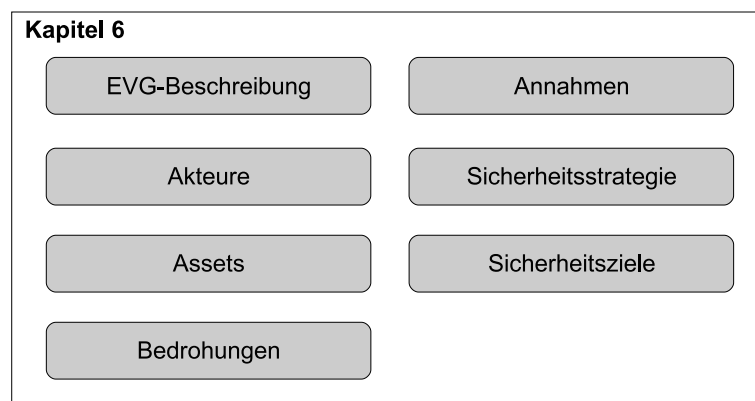 Kapitel 6
EVG-Beschreibung
Akteure
Assets
Bedrohungen
Annahmen
Sicherheitsstrategie
Sicherheitsziele